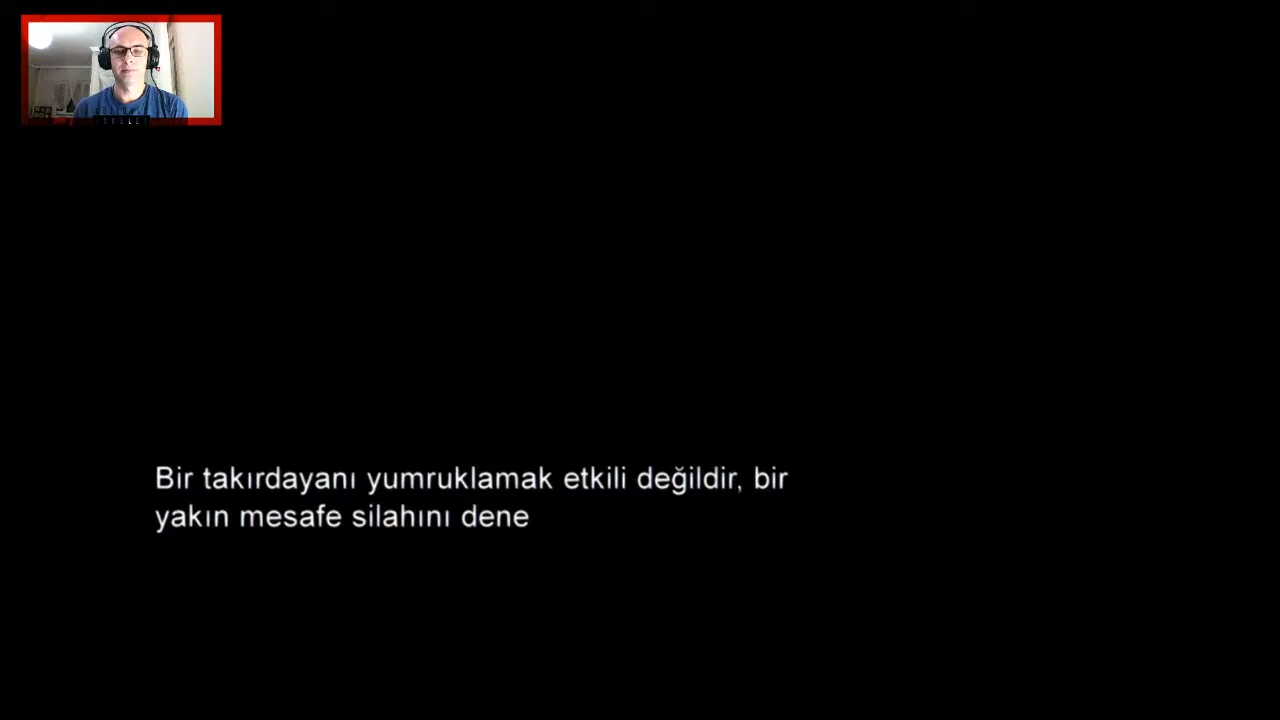 Bir takırdayanı yumruklamak etkili değildir, bir
yakın mesafe silahını dene